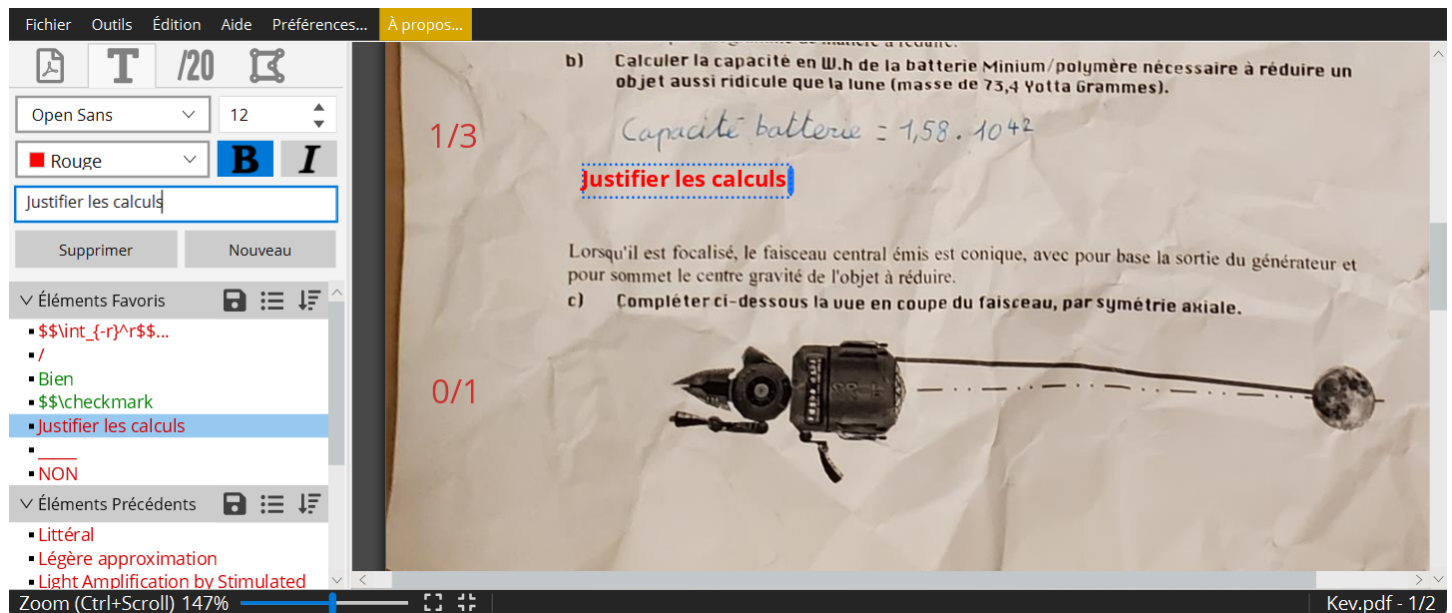 Fichier Outils Édition Aide Préférences... À propos...
T /20
Open Sans 12
Rouge B I
Justifier les calculs
Supprimer Nouveau
Éléments Favoris
$$\int_{-r}^r$$...
/
Bien
$$\checkmark
Justifier les calculs
_____
NON
Éléments Précédents
Littéral
Légère approximation
Light Amplification by Stimulated
b) Calculer la capacité en W.h de la batterie Minium/polymère nécessaire à réduire un
objet aussi ridicule que la lune (masse de 73,4 Yotta Grammes).
1/3
Capacité batterie = 1,58 . 10^42
Justifier les calculs
Lorsqu'il est focalisé, le faisceau central émis est conique, avec pour base la sortie du générateur et
pour sommet le centre gravité de l'objet à réduire.
c) Compléter ci-dessous la vue en coupe du faisceau, par symétrie axiale.
0/1
Zoom (Ctrl+Scroll) 147%
Kev.pdf - 1/2